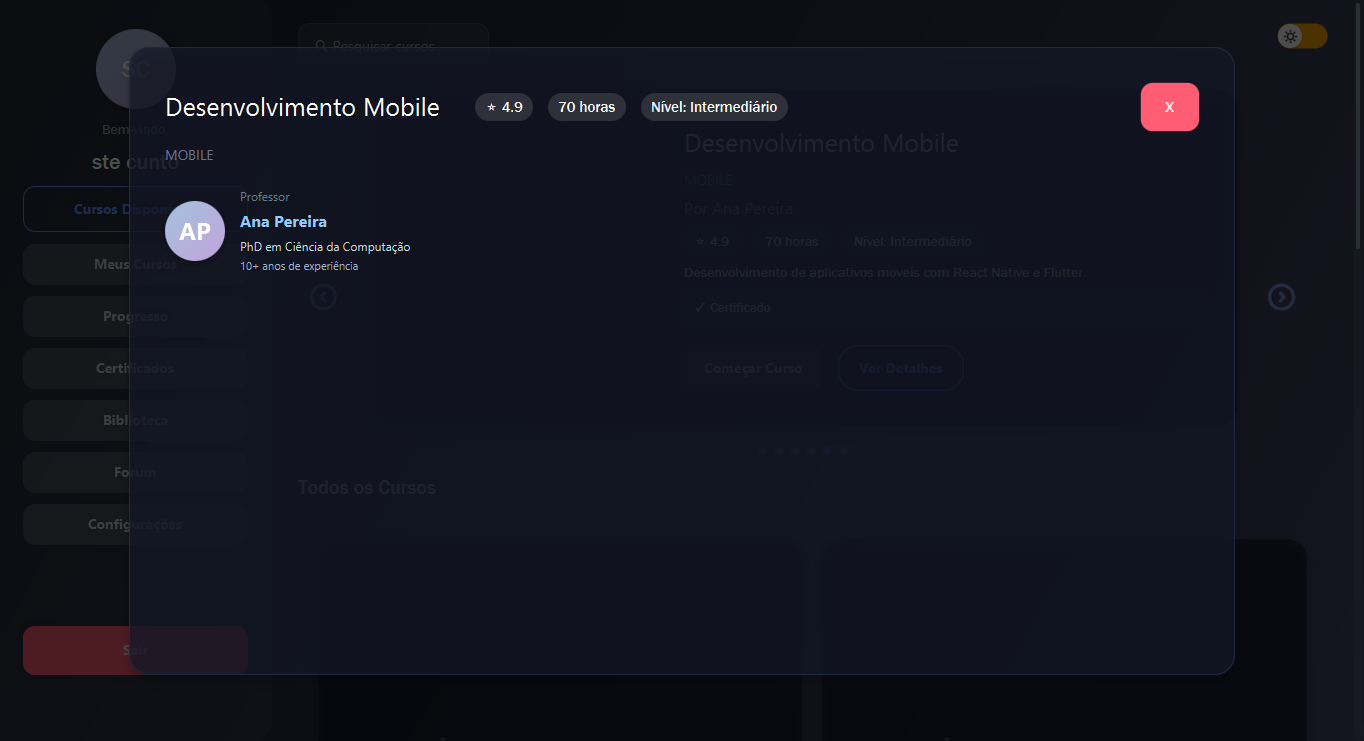 SC
Pesquisar cursos...
Desenvolvimento Mobile
⭐ 4.9
70 horas
Nível: Intermediário
X
Bem-vindo,
ste cunto
MOBILE
Professor
AP
Ana Pereira
PhD em Ciência da Computação
10+ anos de experiência
Desenvolvimento Mobile
MOBILE
Por Ana Pereira
⭐ 4.9
70 horas
Nível: Intermediário
Desenvolvimento de aplicativos moveis com React Native e Flutter.
✓ Certificado
Começar Curso
Ver Detalhes
Cursos Dispon
Meus Cursos
Progresso
Certificados
Biblioteca
Forum
Configurações
Sair
Todos os Cursos